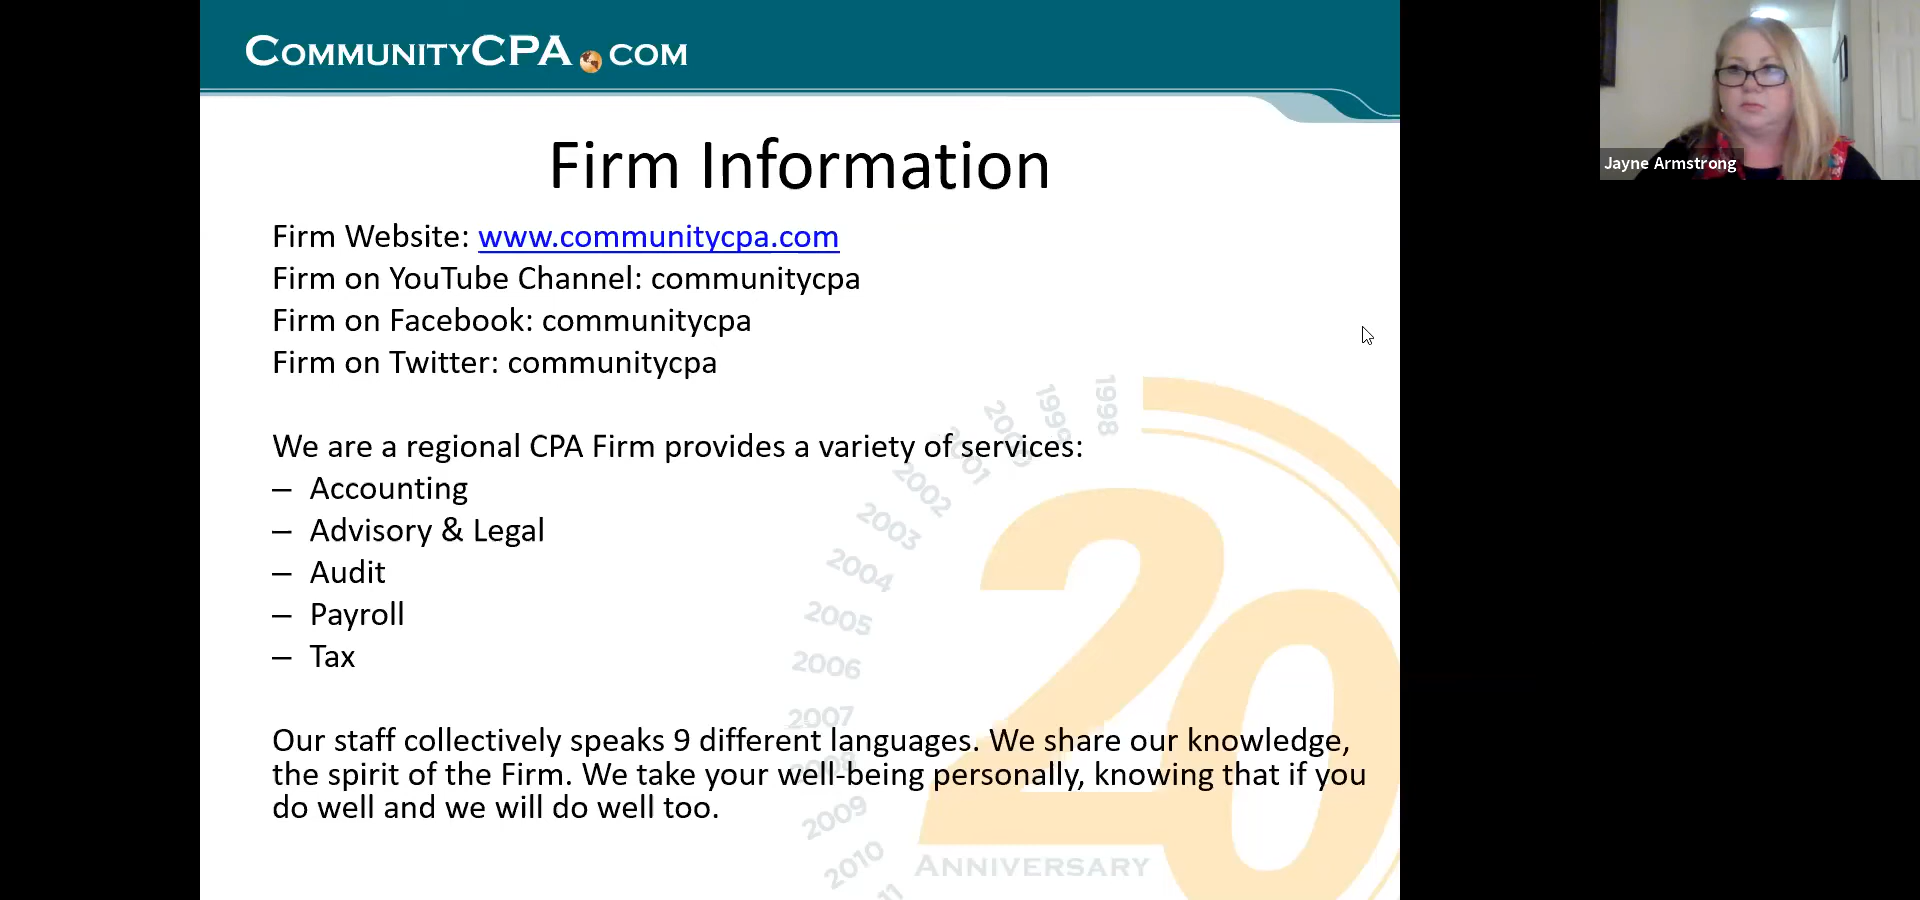 COMMUNITYCPA.COM
Jayne Armstrong
Firm Information
Firm Website: www.communitycpa.com
Firm on YouTube Channel: communitycpa
Firm on Facebook: communitycpa
Firm on Twitter: communitycpa
We are a regional CPA Firm provides a variety of services:
– Accounting
– Advisory & Legal
– Audit
– Payroll
– Tax
Our staff collectively speaks 9 different languages. We share our knowledge,
the spirit of the Firm. We take your well-being personally, knowing that if you
do well and we will do well too.
1998
1999
2000
2001
2002
2003
2004
2005
2006
2007
2008
2009
2010
11
20
ANNIVERSARY